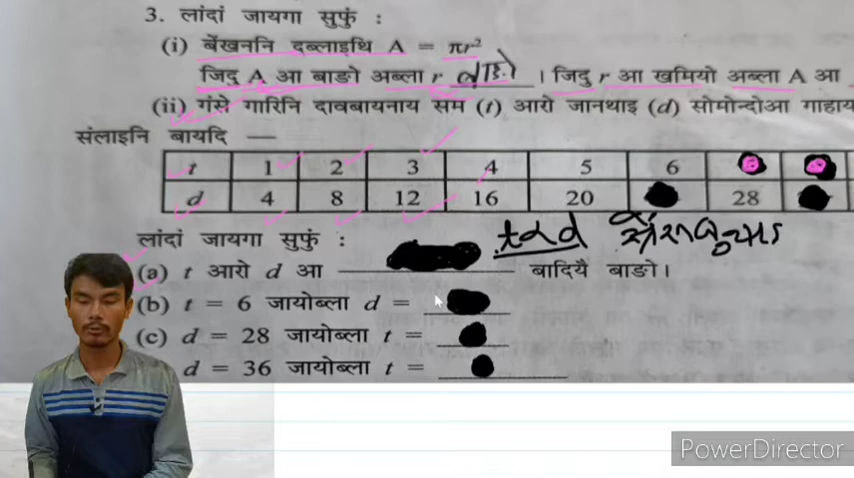 3. लांदां जायगा सुफुं :
(i) बेंखननि दब्लाइथि A = πr²
जिदु A आ बाङो अब्ला r बाङो । जिदु r आ खमियो अब्ला A आ
(ii) गंसे गारिनि दावबायनाय सम (t) आरो जानथाइ (d) सोमोन्दोआ गाहाय
संलाइनि बायदि —
t 1 2 3 4 5 6
d 4 8 12 16 20 28
लांदां जायगा सुफुं : t∝d
(a) t आरो d आ बादियै बाङो।
(b) t = 6 जायोब्ला d =
(c) d = 28 जायोब्ला t =
d = 36 जायोब्ला t =
PowerDirector